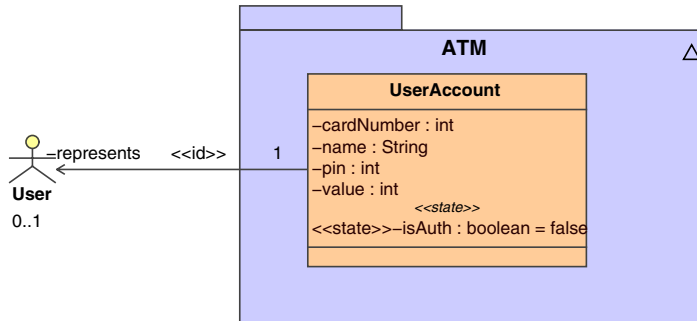 ATM
UserAccount
−cardNumber : int
−name : String
−pin : int
−value : int
<<state>>
<<state>>−isAuth : boolean = false
−represents <<id>> 1
User
0..1